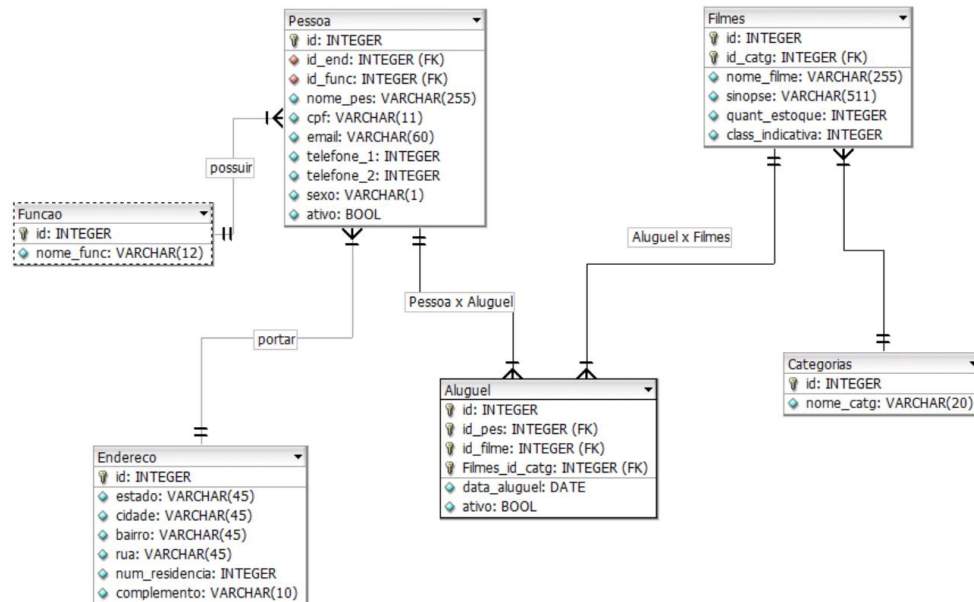 Pessoa
id: INTEGER
id_end: INTEGER (FK)
id_func: INTEGER (FK)
nome_pes: VARCHAR(255)
cpf: VARCHAR(11)
email: VARCHAR(60)
telefone_1: INTEGER
telefone_2: INTEGER
sexo: VARCHAR(1)
ativo: BOOL
Filmes
id: INTEGER
id_catg: INTEGER (FK)
nome_filme: VARCHAR(255)
sinopse: VARCHAR(511)
quant_estoque: INTEGER
class_indicativa: INTEGER
possuir
Funcao
id: INTEGER
nome_func: VARCHAR(12)
Aluguel x Filmes
Pessoa x Aluguel
portar
Categorias
id: INTEGER
nome_catg: VARCHAR(20)
Aluguel
id: INTEGER
id_pes: INTEGER (FK)
id_filme: INTEGER (FK)
Filmes_id_catg: INTEGER (FK)
data_aluguel: DATE
ativo: BOOL
Endereco
id: INTEGER
estado: VARCHAR(45)
cidade: VARCHAR(45)
bairro: VARCHAR(45)
rua: VARCHAR(45)
num_residencia: INTEGER
complemento: VARCHAR(10)